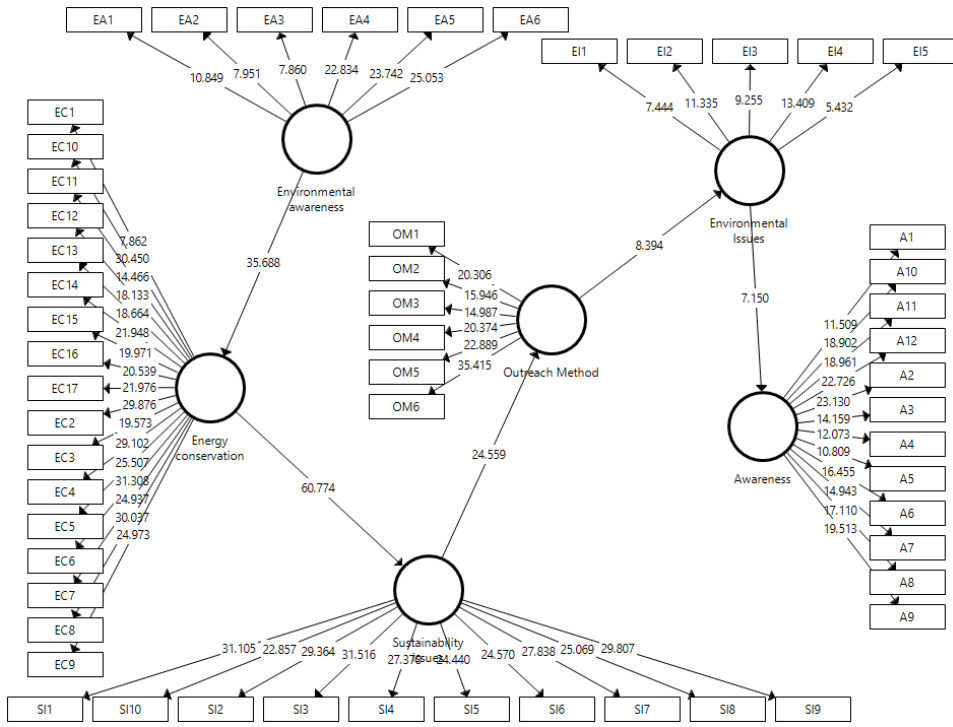 EA1 EA2 EA3 EA4 EA5 EA6
10.849 7.951 7.860 22.834 23.742 25.053
Environmental
awareness
EI1 EI2 EI3 EI4 EI5
7.444 11.335 9.255 13.409 5.432
Environmental
Issues
EC1
EC10
EC11
EC12
EC13
EC14
EC15
EC16
EC17
EC2
EC3
EC4
EC5
EC6
EC7
EC8
EC9
7.862
30.450
14.466
18.133
18.664
21.948
19.971
20.539
21.976
29.876
19.573
29.102
25.507
31.308
24.937
30.037
24.973
Energy
conservation
35.688
60.774
OM1
OM2
OM3
OM4
OM5
OM6
20.306
15.946
14.987
20.374
22.889
35.415
Outreach Method
8.394
7.150
24.559
A1
A10
A11
A12
A2
A3
A4
A5
A6
A7
A8
A9
11.509
18.902
18.961
22.726
23.130
14.159
12.073
10.809
16.455
14.943
17.110
19.513
Awareness
Sustainability
Issues
31.105 22.857 29.364 31.516 27.370 24.440 24.570 27.838 25.069 29.807
SI1 SI10 SI2 SI3 SI4 SI5 SI6 SI7 SI8 SI9